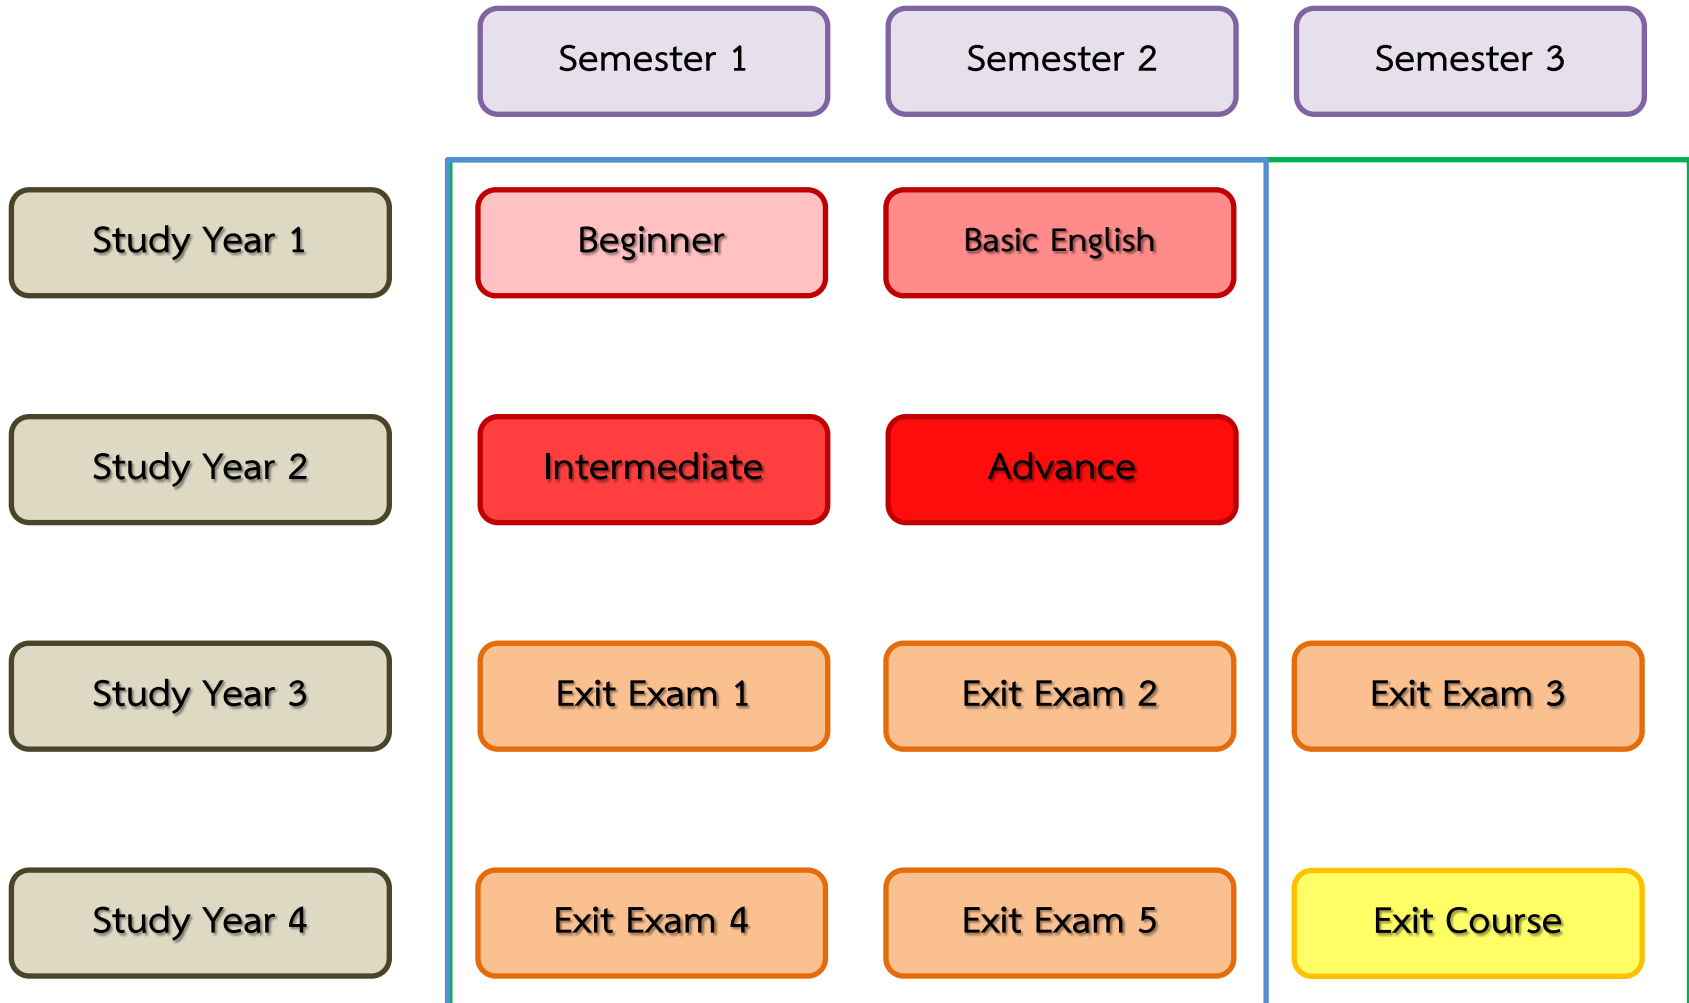 Semester 1
Semester 2
Semester 3
Study Year 1
Beginner
Basic English
Study Year 2
Intermediate
Advance
Study Year 3
Exit Exam 1
Exit Exam 2
Exit Exam 3
Study Year 4
Exit Exam 4
Exit Exam 5
Exit Course